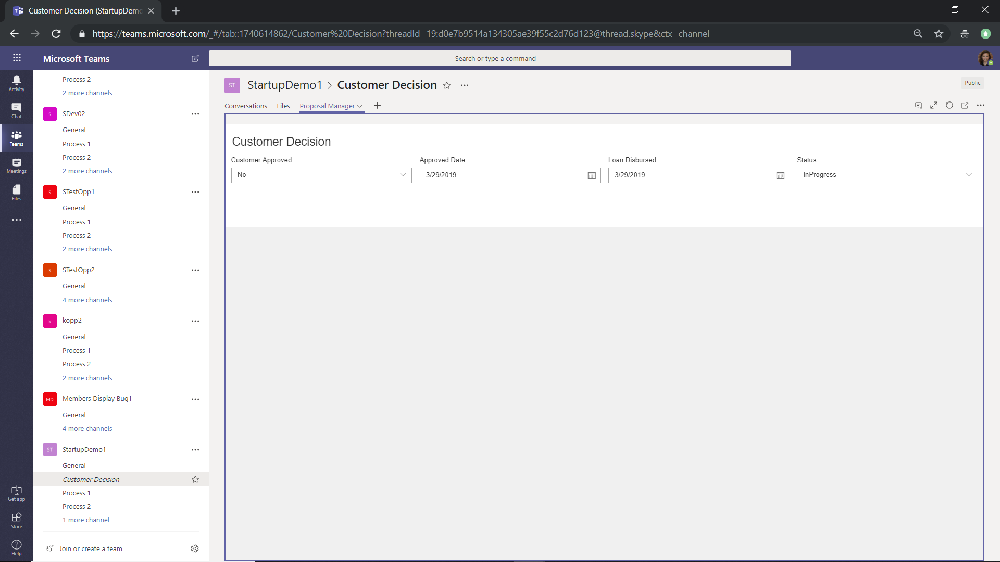 Customer Decision (StartupDemo
https://teams.microsoft.com/_#/tab::1740614862/Customer%20Decision?threadId=19:d0e7b9514a134305ae39f55c2d76d123@thread.skype&ctx=channel
Microsoft Teams
Search or type a command
Activity
Chat
Teams
Meetings
Files
Get app
Store
Help
Process 2
2 more channels
S
SDev02
General
Process 1
Process 2
2 more channels
S
STestOpp1
General
Process 1
Process 2
2 more channels
S
STestOpp2
General
4 more channels
k
kopp2
General
Process 1
Process 2
2 more channels
MD
Members Display Bug1
General
4 more channels
ST
StartupDemo1
General
Customer Decision
Process 1
Process 2
1 more channel
Join or create a team
ST
StartupDemo1 > Customer Decision
Public
Conversations Files Proposal Manager
Customer Decision
Customer Approved Approved Date Loan Disbursed Status
No 3/29/2019 3/29/2019 InProgress